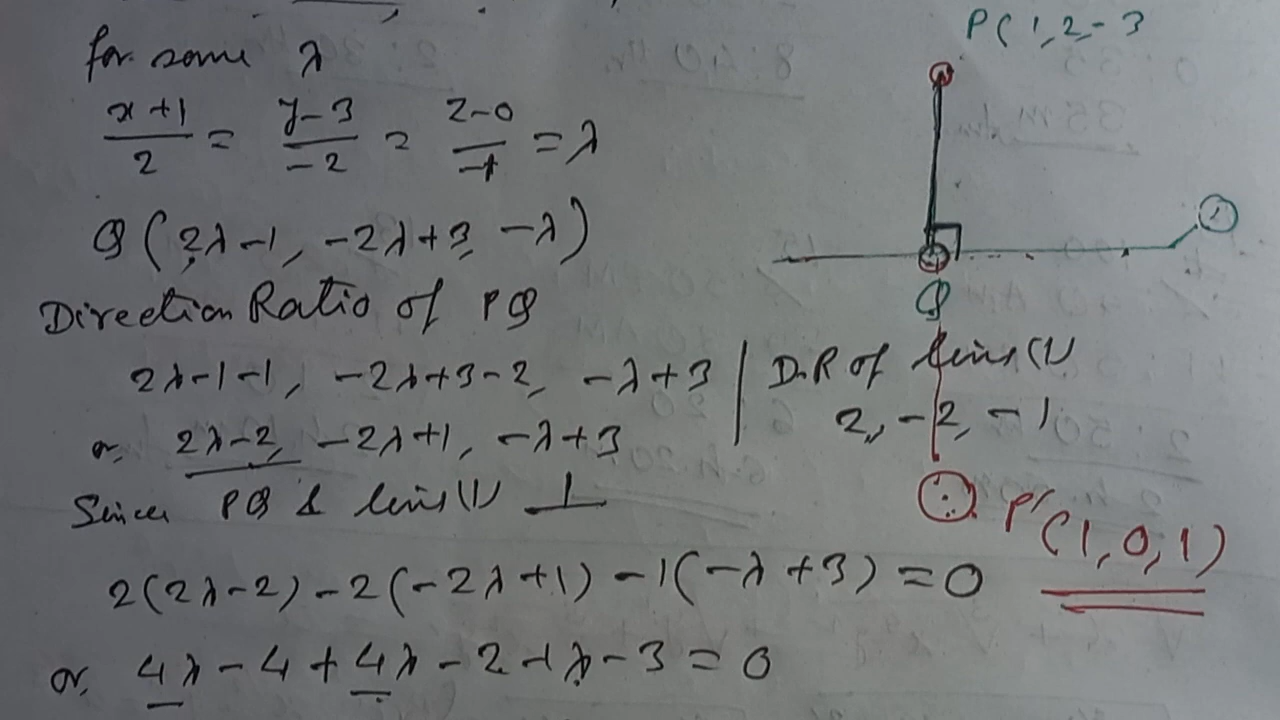 P(1,2,-3
for some λ
x+1/2 = y-3/-2 = z-0/-1 = λ
Q(2λ-1, -2λ+3, -λ)
1
Q
Direction Ratio of PQ
2λ-1-1, -2λ+3-2, -λ+3 | D.R of line(1)
or, 2λ-2, -2λ+1, -λ+3 | 2, -2, -1
Since PQ & line(1) ⊥
P'(1,0,1)
2(2λ-2)-2(-2λ+1)-1(-λ+3)=0
or, 4λ-4+4λ-2+λ-3=0